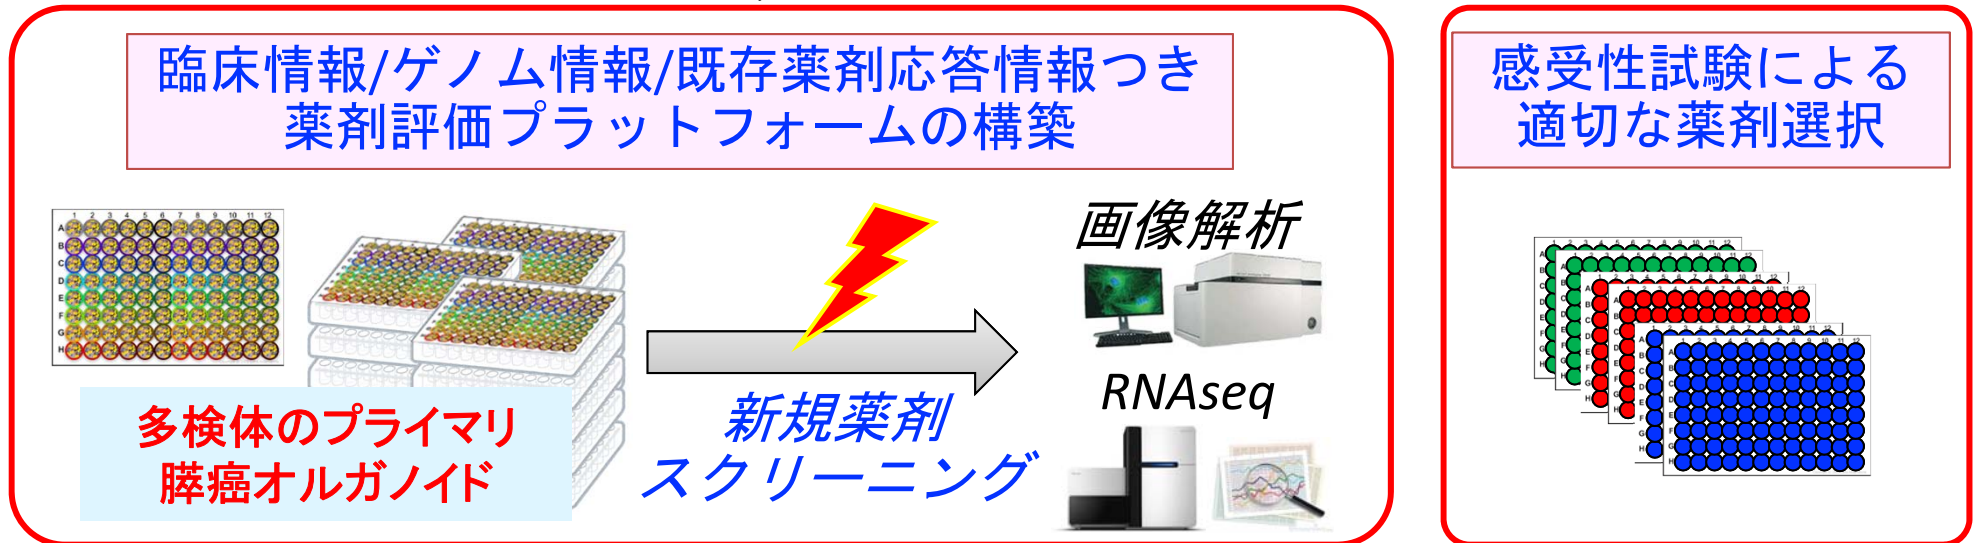 臨床情報/ゲノム情報/既存薬剤応答情報つき
薬剤評価プラットフォームの構築
多検体のプライマリ
膵癌オルガノイド
新規薬剤
スクリーニング
画像解析
RNAseq
感受性試験による
適切な薬剤選択